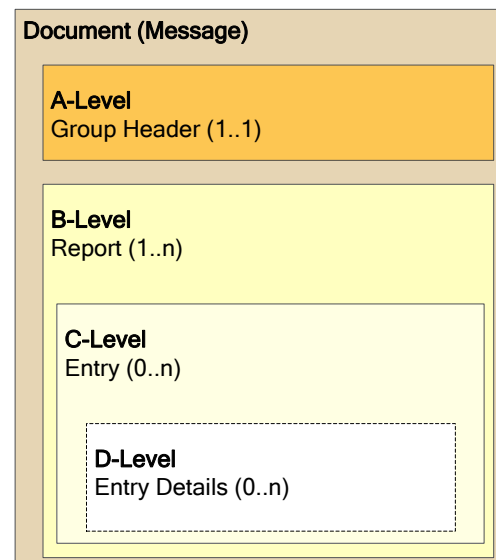 Document (Message)
A-Level
Group Header (1..1)
B-Level
Report (1..n)
C-Level
Entry (0..n)
D-Level
Entry Details (0..n)